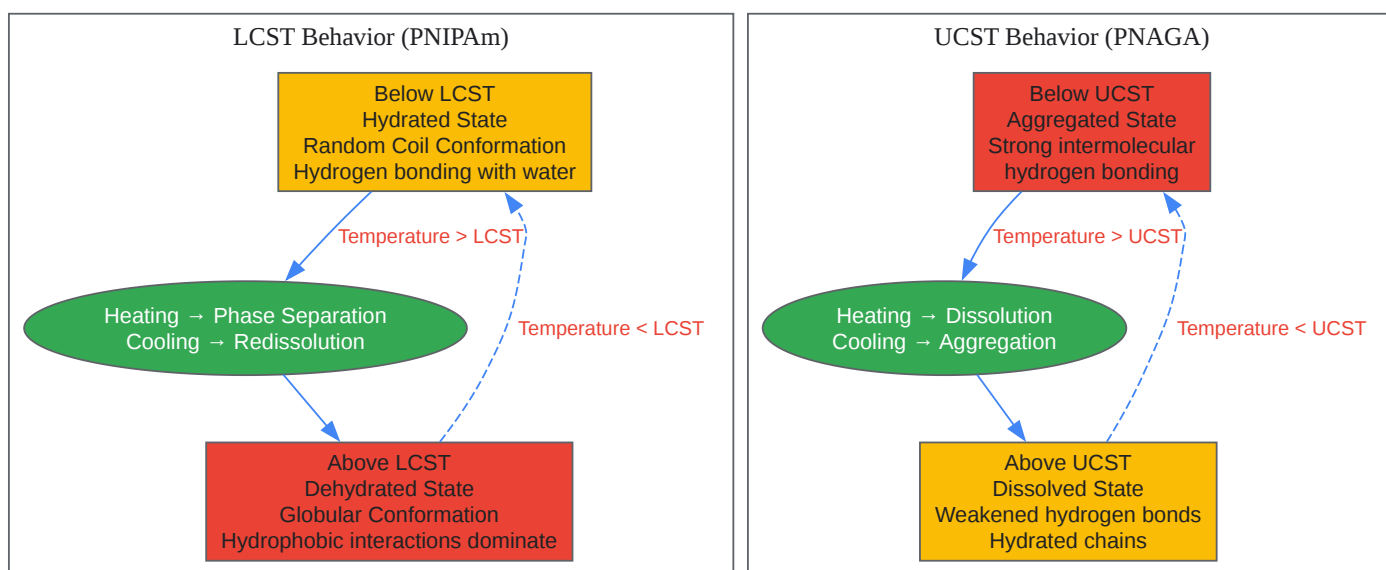 LCST Behavior (PNIPAm)
Below LCST
Hydrated State
Random Coil Conformation
Hydrogen bonding with water
Temperature > LCST
Heating → Phase Separation
Cooling → Redissolution
Temperature < LCST
Above LCST
Dehydrated State
Globular Conformation
Hydrophobic interactions dominate
UCST Behavior (PNAGA)
Below UCST
Aggregated State
Strong intermolecular
hydrogen bonding
Temperature > UCST
Heating → Dissolution
Cooling → Aggregation
Temperature < UCST
Above UCST
Dissolved State
Weakened hydrogen bonds
Hydrated chains